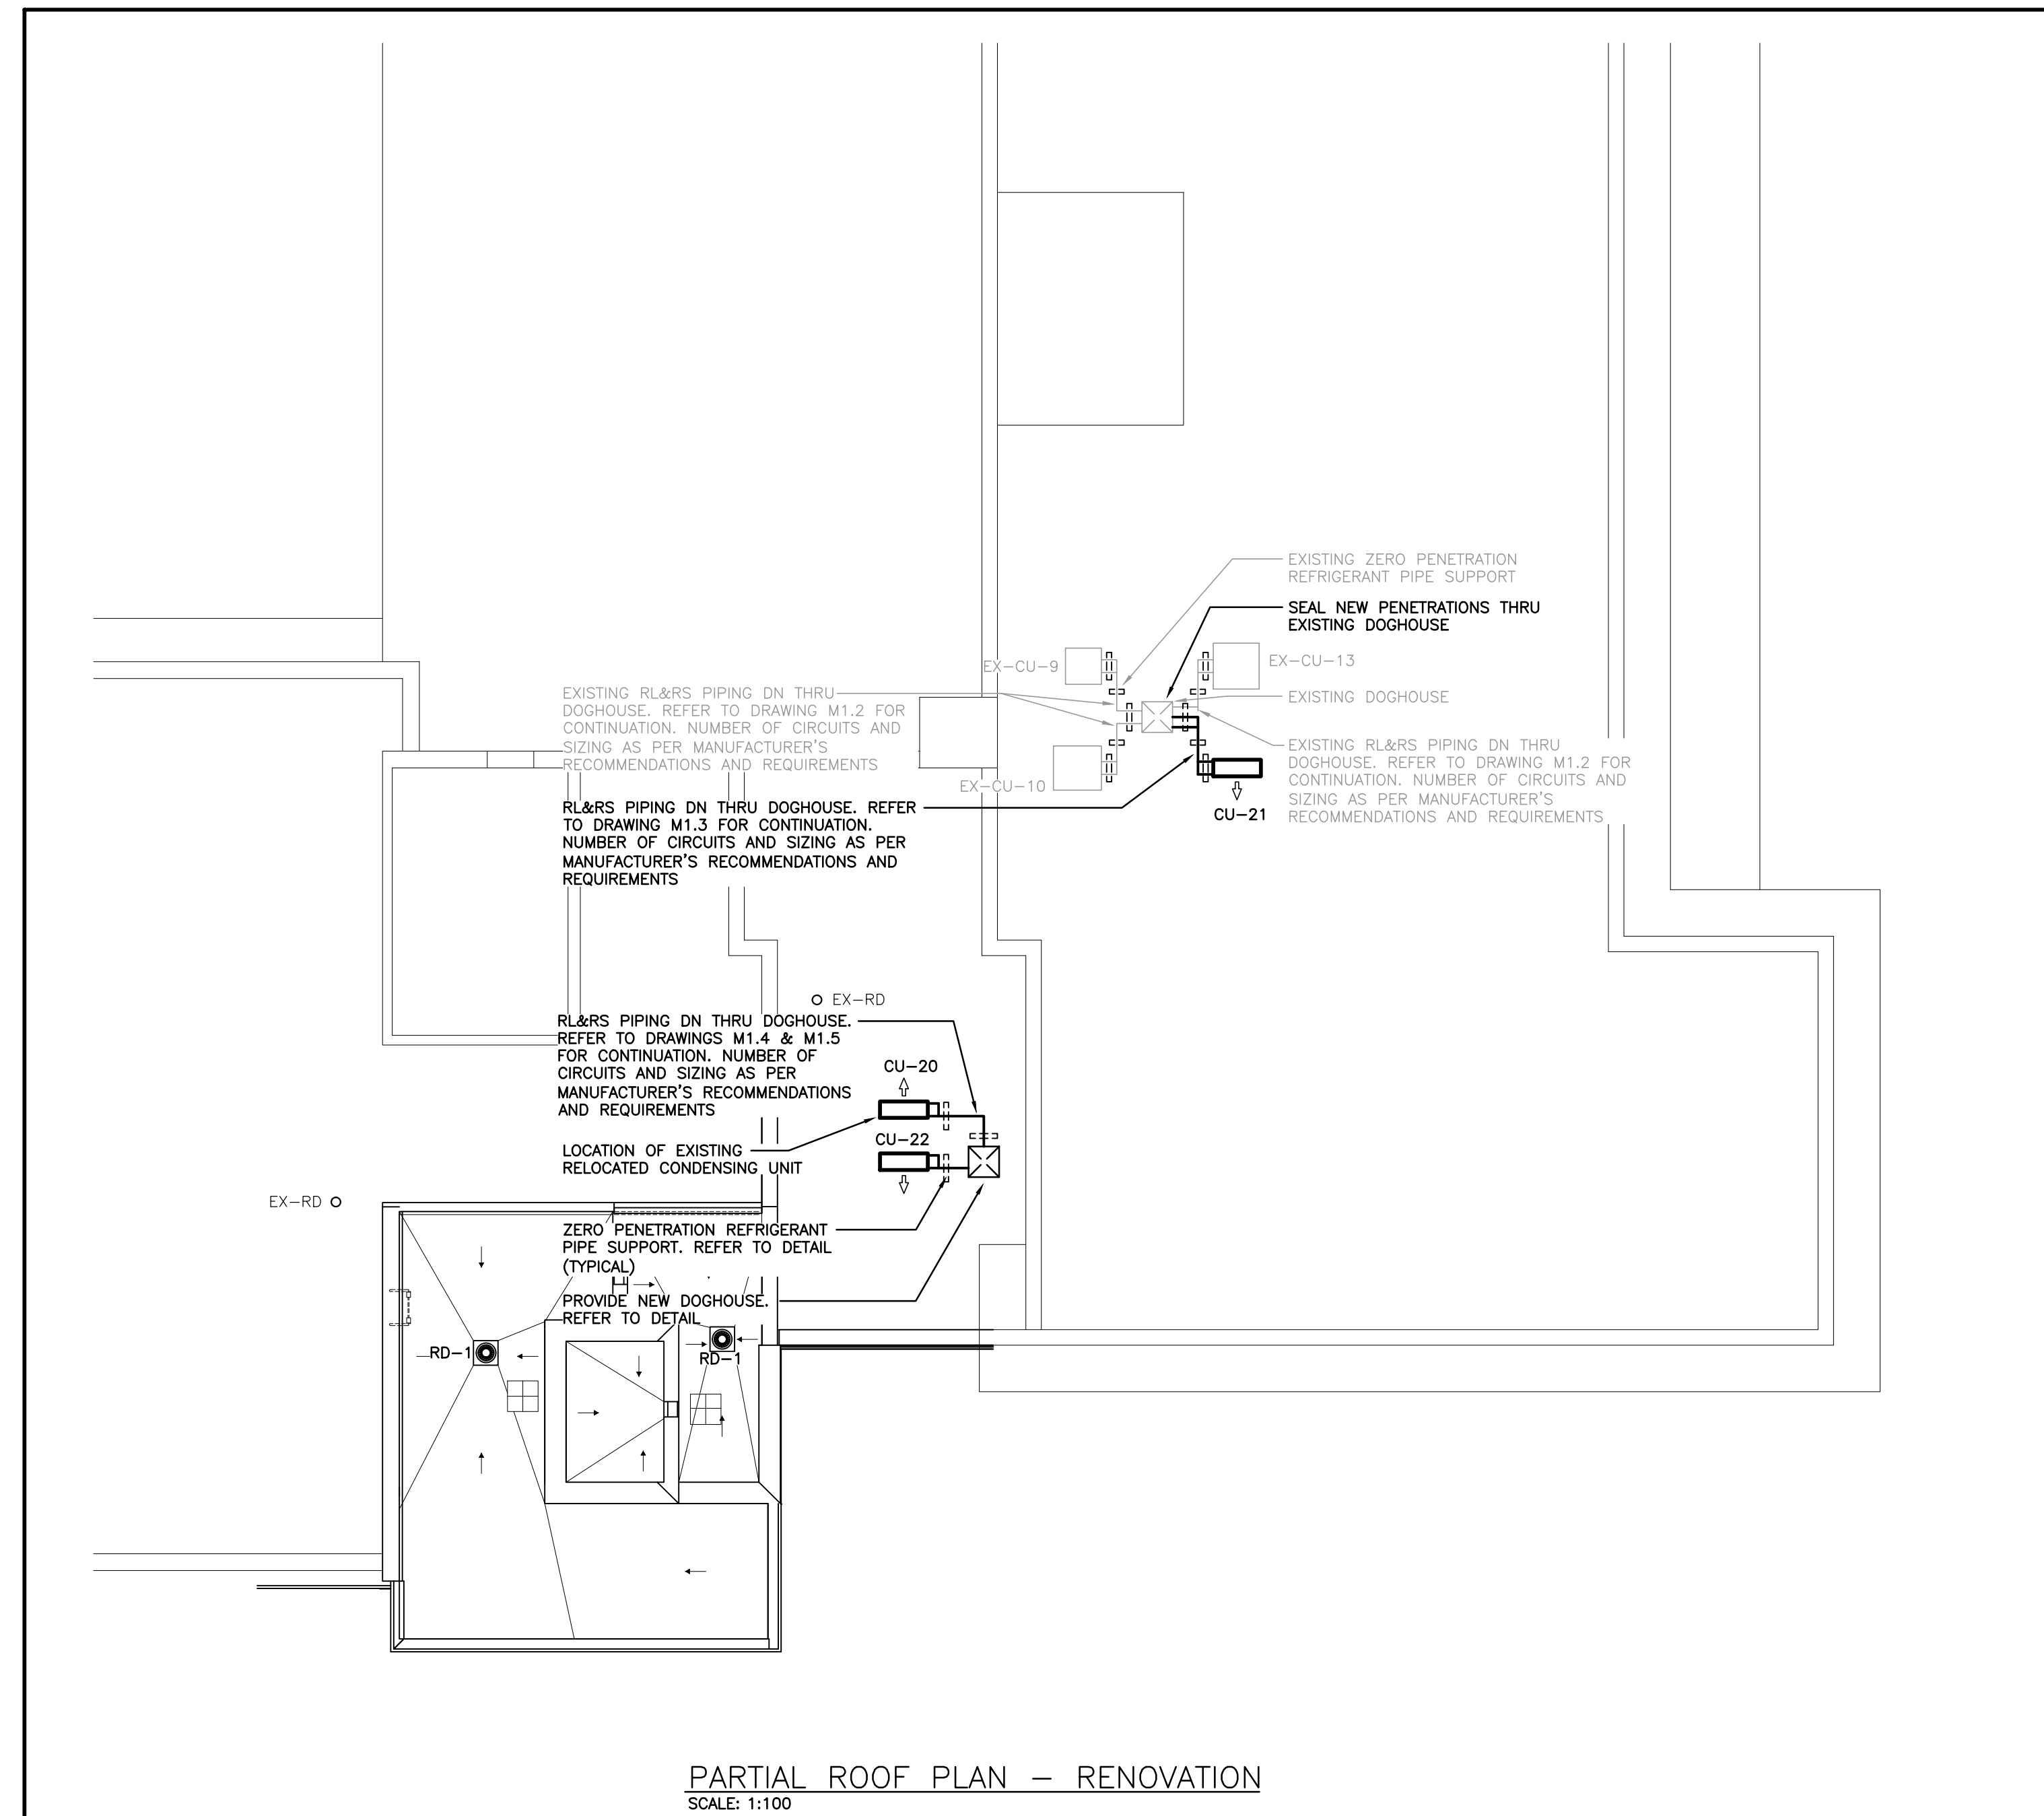 EXISTING ZERO PENETRATION
REFRIGERANT PIPE SUPPORT
SEAL NEW PENETRATIONS THRU
EXISTING DOGHOUSE
EX-CU-9
EX-CU-13
EXISTING RL&RS PIPING DN THRU
DOGHOUSE. REFER TO DRAWING M1.2 FOR
CONTINUATION. NUMBER OF CIRCUITS AND
SIZING AS PER MANUFACTURER'S
RECOMMENDATIONS AND REQUIREMENTS
EXISTING DOGHOUSE
EXISTING RL&RS PIPING DN THRU
DOGHOUSE. REFER TO DRAWING M1.2 FOR
CONTINUATION. NUMBER OF CIRCUITS AND
SIZING AS PER MANUFACTURER'S
RECOMMENDATIONS AND REQUIREMENTS
EX-CU-10
CU-21
RL&RS PIPING DN THRU DOGHOUSE. REFER
TO DRAWING M1.3 FOR CONTINUATION.
NUMBER OF CIRCUITS AND SIZING AS PER
MANUFACTURER'S RECOMMENDATIONS AND
REQUIREMENTS
EX-RD
RL&RS PIPING DN THRU DOGHOUSE.
REFER TO DRAWINGS M1.4 & M1.5
FOR CONTINUATION. NUMBER OF
CIRCUITS AND SIZING AS PER
MANUFACTURER'S RECOMMENDATIONS
AND REQUIREMENTS
CU-20
CU-22
LOCATION OF EXISTING
RELOCATED CONDENSING UNIT
EX-RD
ZERO PENETRATION REFRIGERANT
PIPE SUPPORT. REFER TO DETAIL
(TYPICAL)
PROVIDE NEW DOGHOUSE.
REFER TO DETAIL
RD-1
RD-1
PARTIAL ROOF PLAN - RENOVATION
SCALE: 1:100